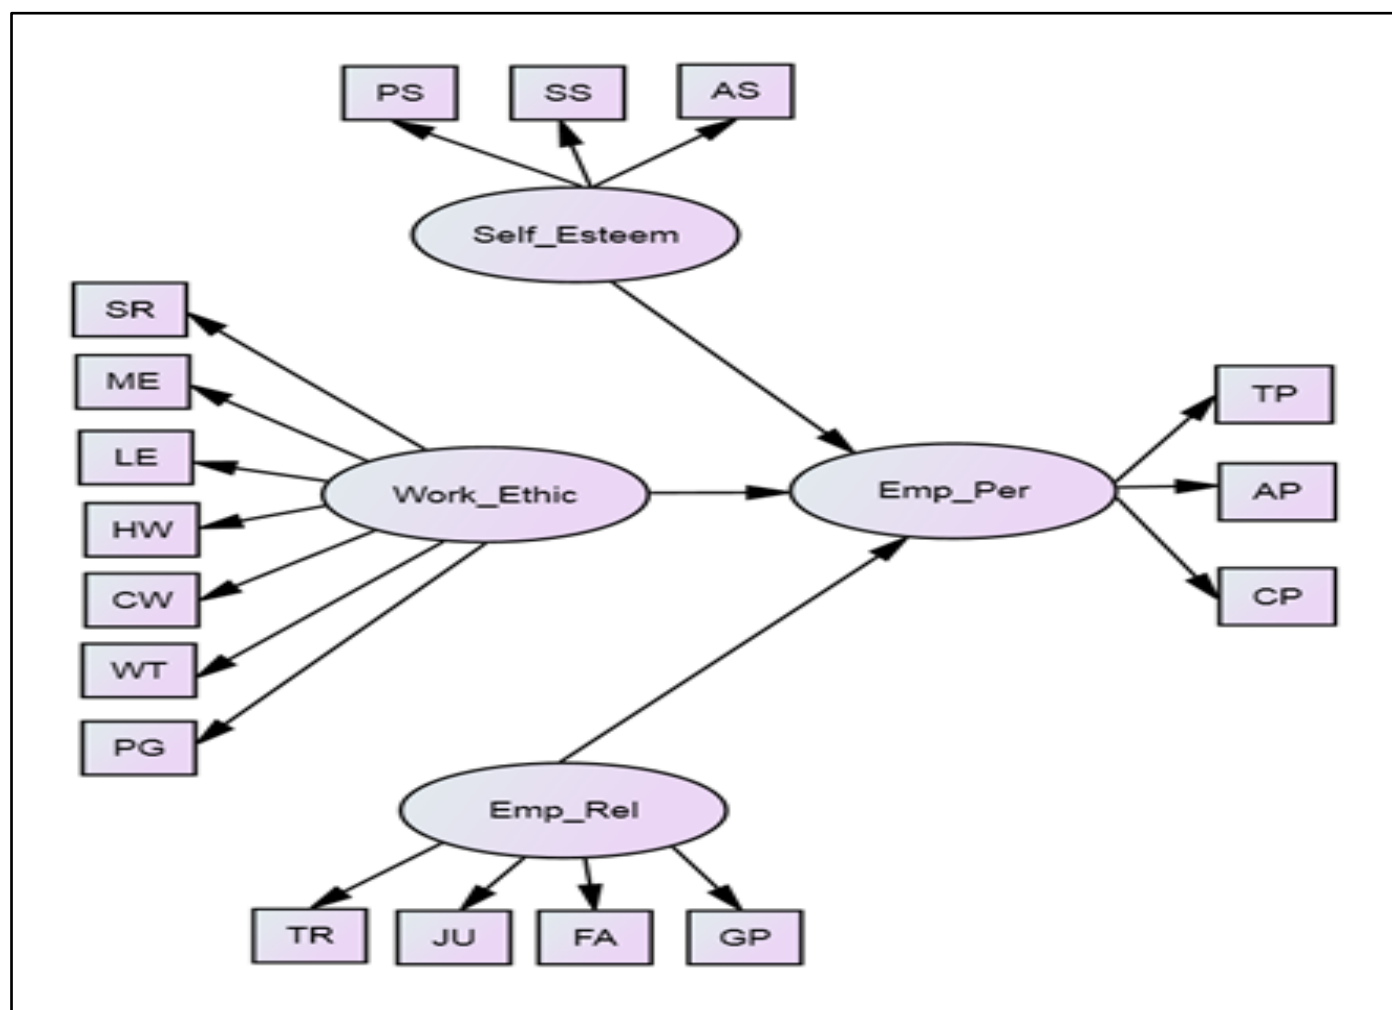 PS
SS
AS
Self_Esteem
SR
ME
LE
HW
CW
WT
PG
Work_Ethic
Emp_Per
TP
AP
CP
Emp_Rel
TR
JU
FA
GP